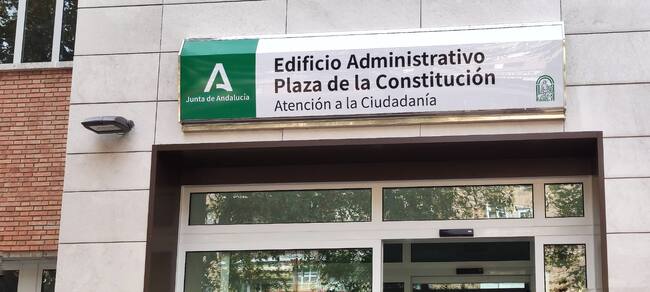 Edificio Administrativo
Plaza de la Constitución
Atención a la Ciudadanía
Junta de Andalucía